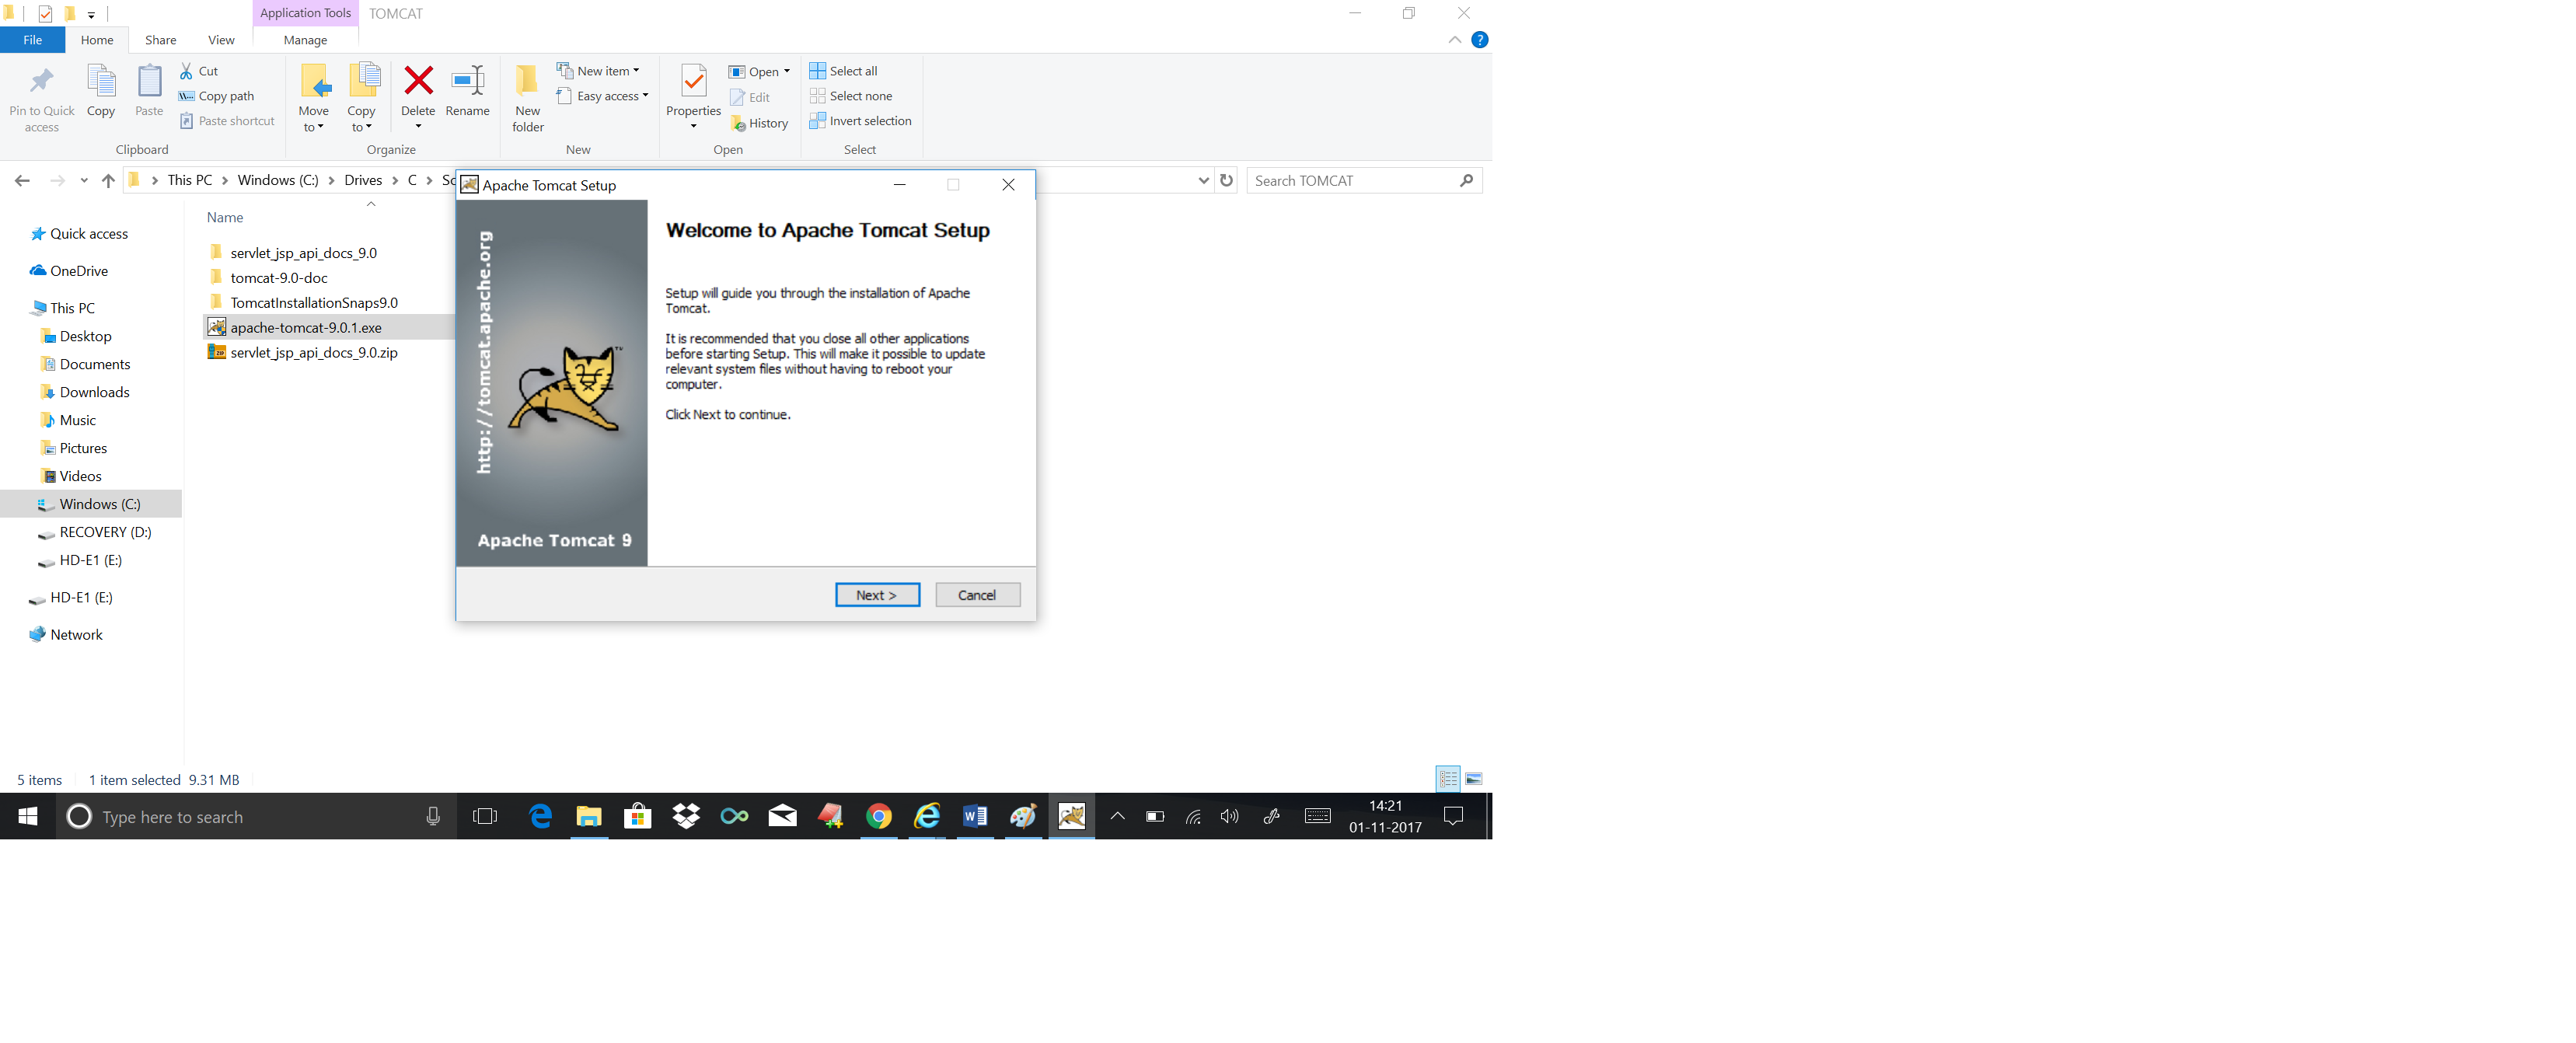 Application Tools
TOMCAT
File
Home
Share
View
Manage
Pin to Quick
access
Copy
Paste
Cut
Copy path
Paste shortcut
Clipboard
Move
to
Copy
to
Delete
Rename
Organize
New
folder
New item
Easy access
New
Properties
Open
Edit
History
Open
Select all
Select none
Invert selection
Select
This PC
Windows (C:)
Drives
C
Search TOMCAT
Name
Quick access
OneDrive
This PC
Desktop
Documents
Downloads
Music
Pictures
Videos
Windows (C:)
RECOVERY (D:)
HD-E1 (E:)
HD-E1 (E:)
Network
servlet_jsp_api_docs_9.0
tomcat-9.0-doc
TomcatInstallationSnaps9.0
apache-tomcat-9.0.1.exe
servlet_jsp_api_docs_9.0.zip
Apache Tomcat Setup
http://tomcat.apache.org
TM
Apache Tomcat 9
Welcome to Apache Tomcat Setup
Setup will guide you through the installation of Apache
Tomcat.
It is recommended that you close all other applications
before starting Setup. This will make it possible to update
relevant system files without having to reboot your
computer.
Click Next to continue.
Next >
Cancel
5 items
1 item selected 9.31 MB
Type here to search
14:21
01-11-2017